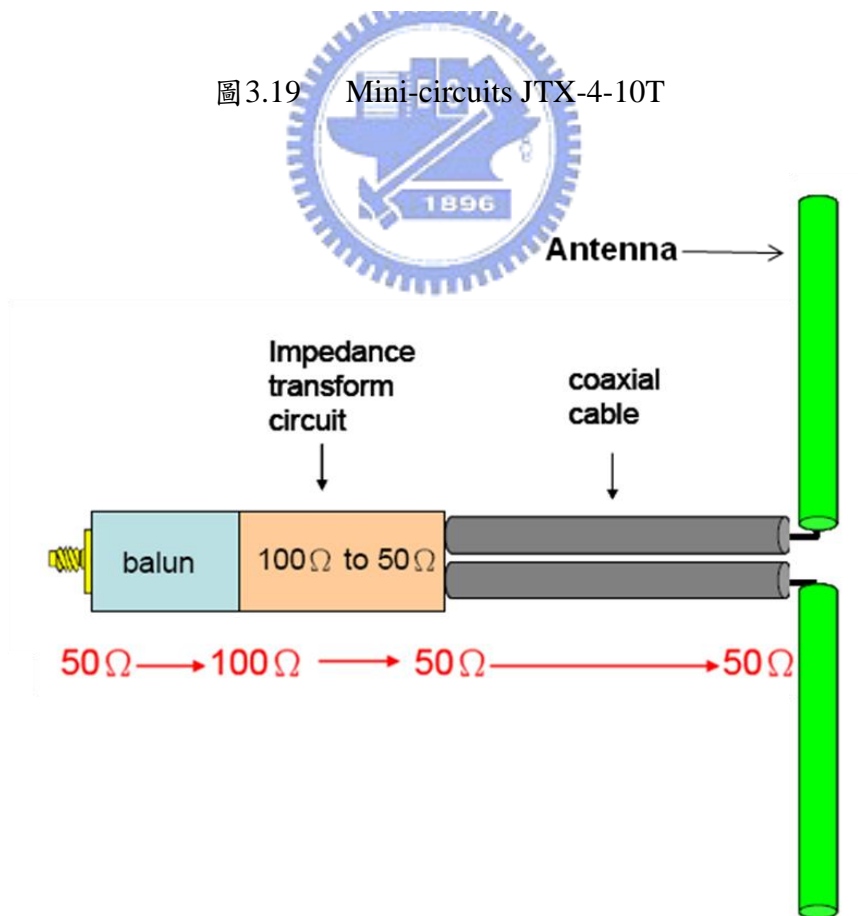 圖3.19 Mini-circuits JTX-4-10T
1896
Antenna
Impedance
transform
circuit
coaxial
cable
balun
100Ω to 50Ω
50Ω 100Ω 50Ω 50Ω